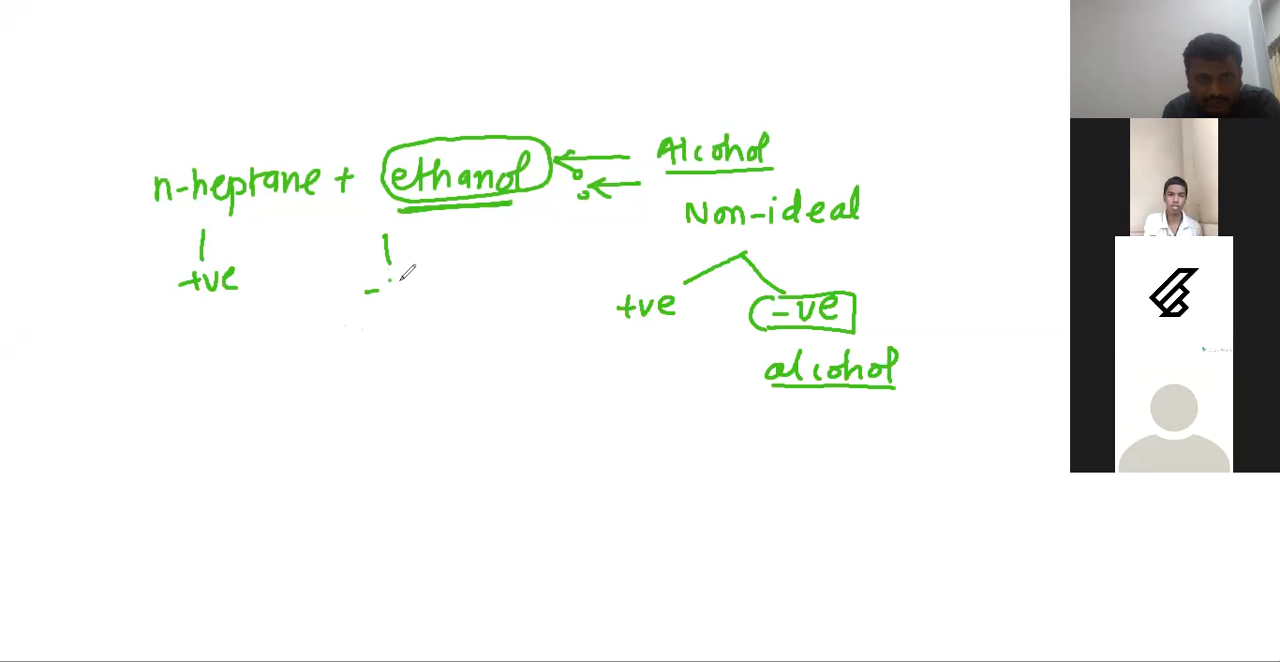 n-heptane + ethanol Alcohol
Non-ideal
+ve
+ve -ve
alcohol